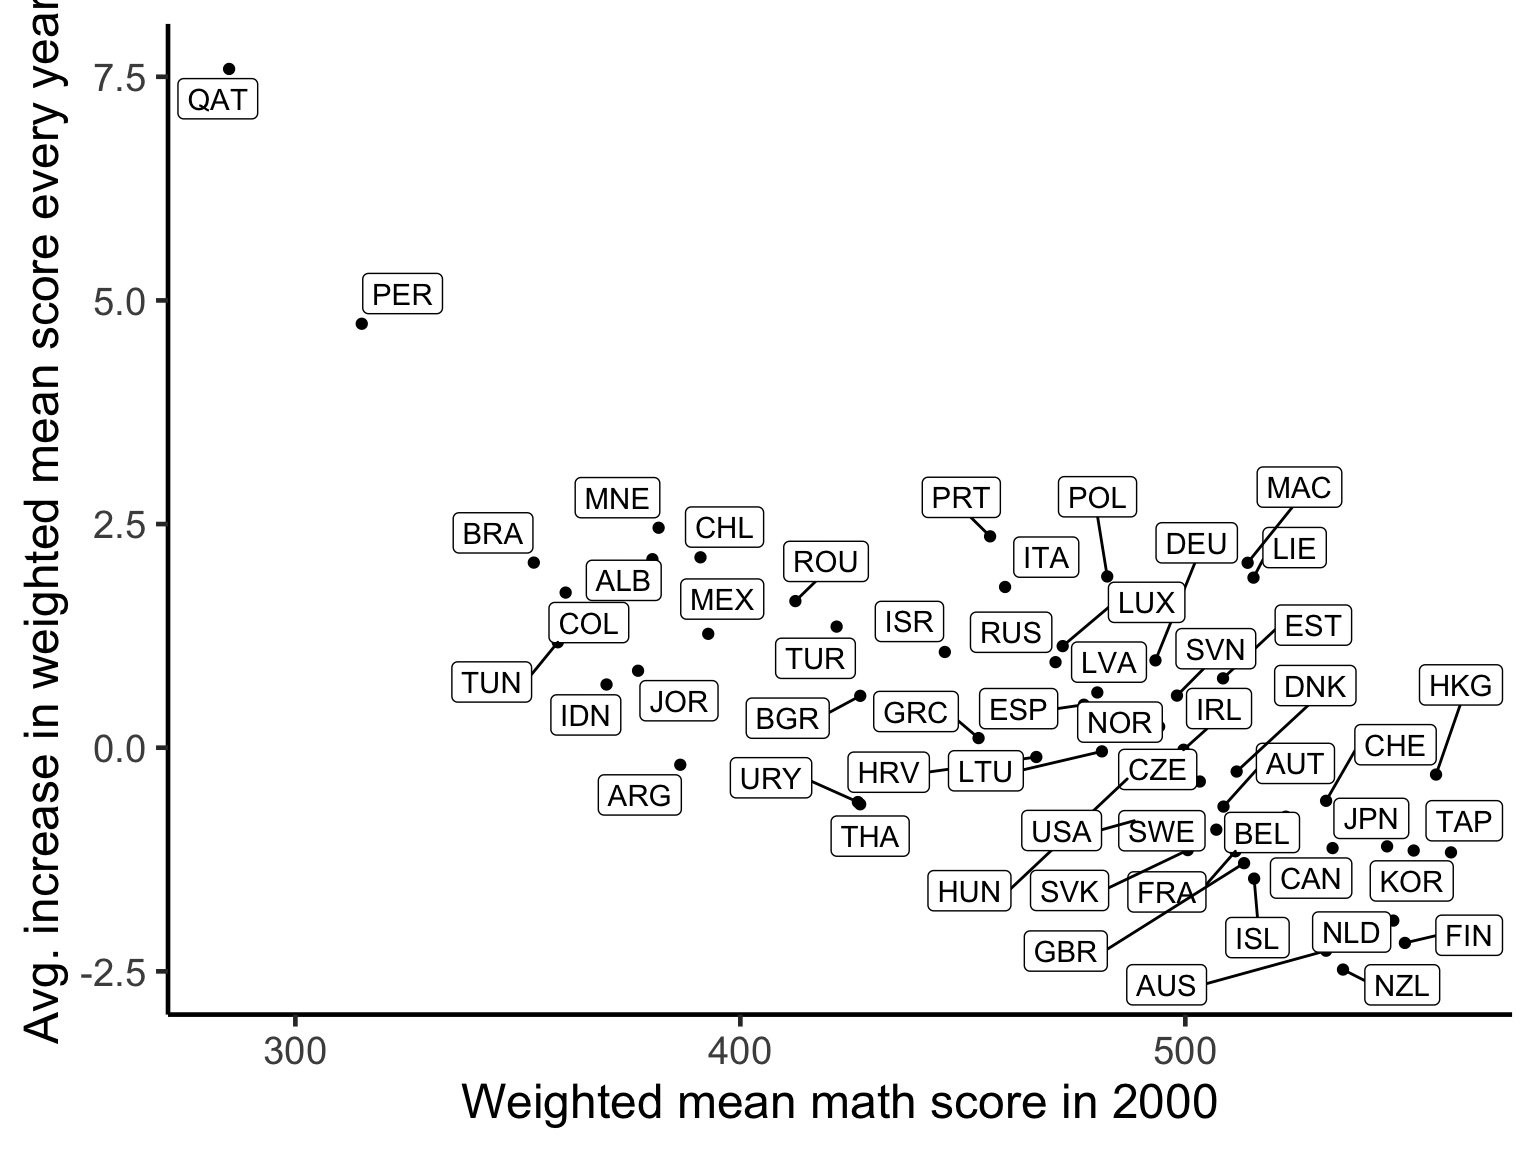 Avg. increase in weighted mean score every year
7.5
5.0
2.5
0.0
-2.5
QAT
PER
MNE
BRA
CHL
ALB
ROU
MEX
COL
TUN
IDN
JOR
TUR
ISR
BGR
GRC
ARG
URY
THA
PRT
POL
MAC
DEU
LIE
ITA
LUX
RUS
EST
SVN
LVA
ESP
NOR
IRL
DNK
HKG
CHE
HRV
LTU
CZE
AUT
JPN
TAP
USA
SWE
BEL
HUN
SVK
FRA
CAN
KOR
GBR
ISL
NLD
FIN
AUS
NZL
300
400
500
Weighted mean math score in 2000